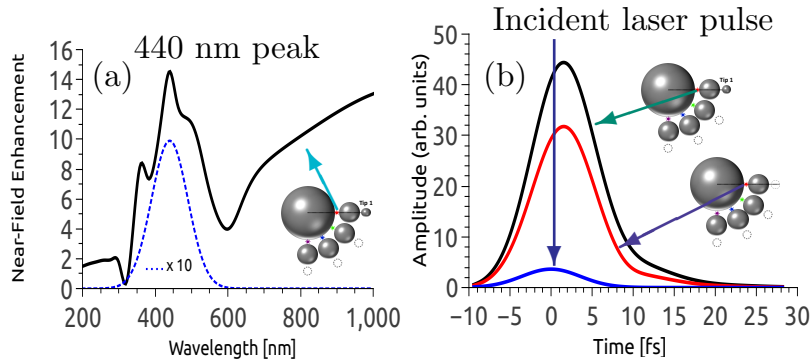 440 nm peak
Incident laser pulse
(a)
Near-Field Enhancement
16
14
12
10
8
6
4
2
0
x 10
Tip 1
200 400 600 800 1,000
Wavelength [nm]
(b)
Amplitude (arb. units)
50
40
30
20
10
0
Tip 1
−10 −5 0 5 10 15 20 25 30
Time [fs]